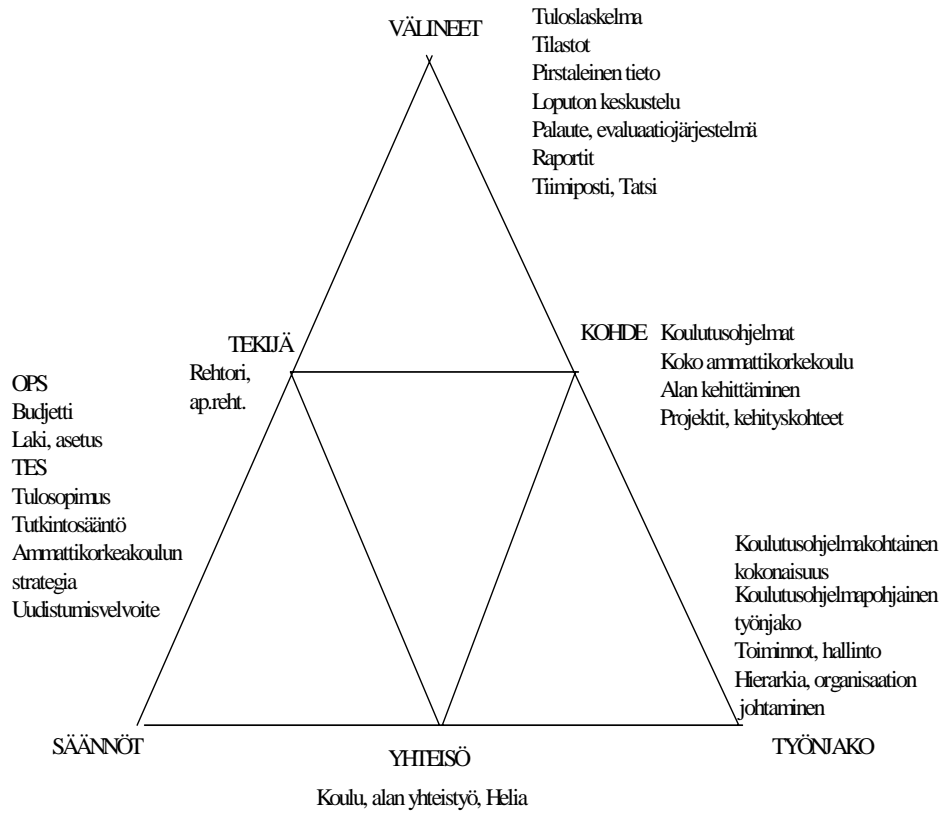 VÄLINEET
Tuloslaskelma
Tilastot
Pirstaleinen tieto
Loputon keskustelu
Palaute, evaluaatiojärjestelmä
Raportit
Tiimiposti, Tatsi
TEKIJÄ
Rehtori,
ap.reht.
KOHDE
Koulutusohjelmat
Koko ammattikorkekoulu
Alan kehittäminen
Projektit, kehityskohteet
OPS
Budjetti
Laki, asetus
TES
Tulosopimus
Tutkintosääntö
Ammattikorkeakoulun
strategia
Uudistumisvelvoite
Koulutusohjelmakohtainen
kokonaisuus
Koulutusohjelmapohjainen
työnjako
Toiminnot, hallinto
Hierarkia, organisaation
johtaminen
SÄÄNNÖT
YHTEISÖ
TYÖNJAKO
Koulu, alan yhteistyö, Helia